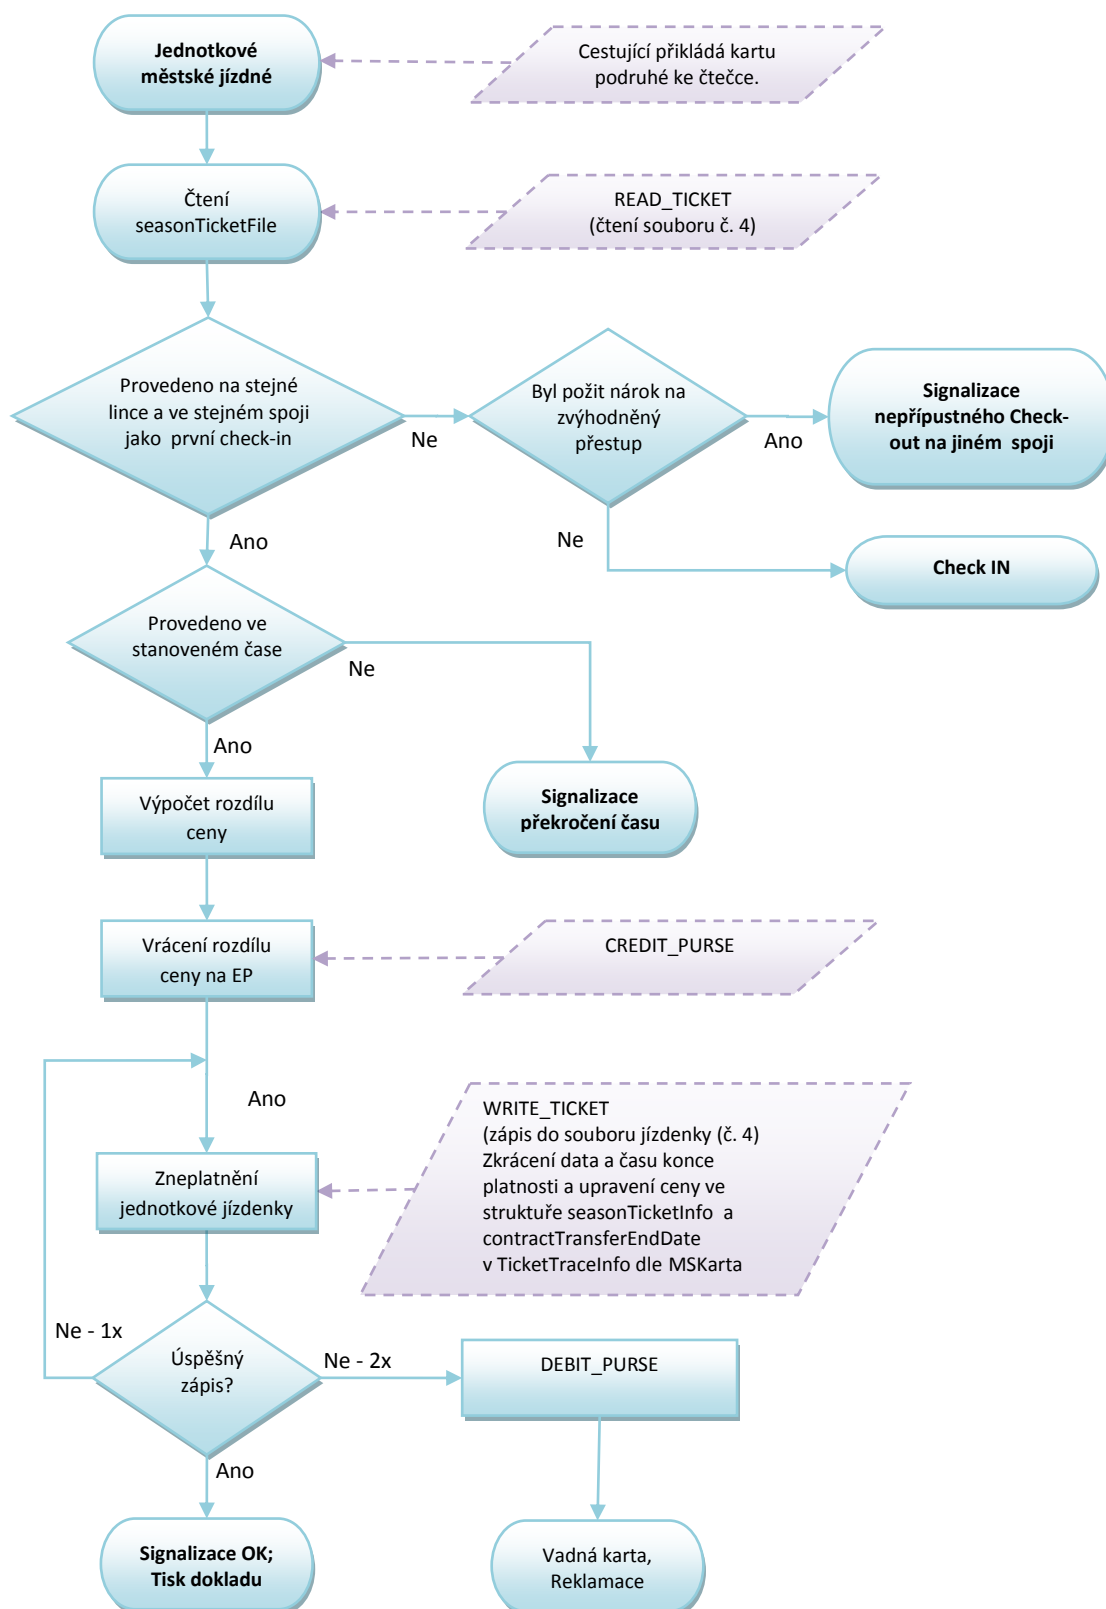 Jednotkové
městské jízdné
Cestující přikládá kartu
podruhé ke čtečce.
Čtení
seasonTicketFile
READ_TICKET
(čtení souboru č. 4)
Provedeno na stejné
lince a ve stejném spoji
jako první check-in
Ne
Byl požit nárok na
zvýhodněný
přestup
Ano
Signalizace
nepřípustného Check-
out na jiném spoji
Ano
Ne
Check IN
Provedeno ve
stanoveném čase
Ne
Ano
Signalizace
překročení času
Výpočet rozdílu
ceny
Vrácení rozdílu
ceny na EP
CREDIT_PURSE
Ano
WRITE_TICKET
(zápis do souboru jízdenky (č. 4)
Zkrácení data a času konce
platnosti a upravení ceny ve
struktuře seasonTicketInfo a
contractTransferEndDate
v TicketTraceInfo dle MSKarta
Zneplatnění
jednotkové jízdenky
Ne - 1x
Úspěšný
zápis?
Ne - 2x
DEBIT_PURSE
Ano
Signalizace OK;
Tisk dokladu
Vadná karta,
Reklamace